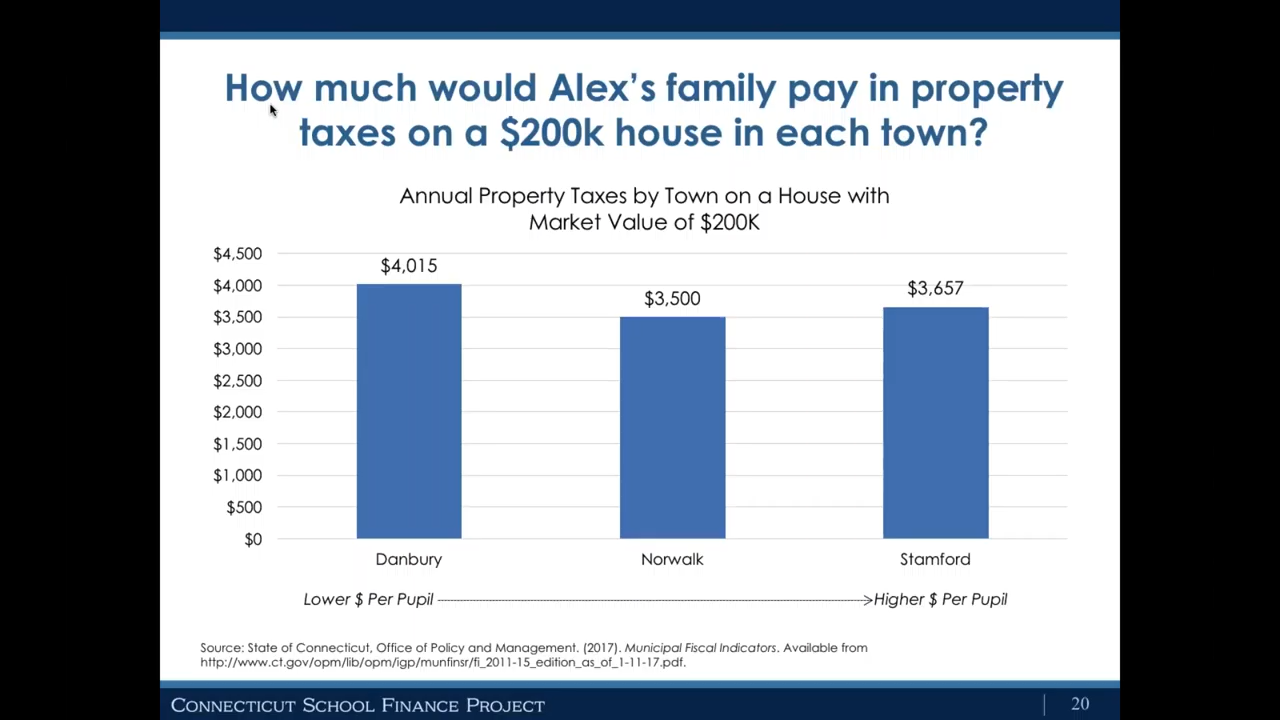 How much would Alex’s family pay in property
taxes on a $200k house in each town?
Annual Property Taxes by Town on a House with
Market Value of $200K
$4,500
$4,000
$3,500
$3,000
$2,500
$2,000
$1,500
$1,000
$500
$0
$4,015
$3,500
$3,657
Danbury
Norwalk
Stamford
Lower $ Per Pupil
Higher $ Per Pupil
Source: State of Connecticut, Office of Policy and Management. (2017). Municipal Fiscal Indicators. Available from
http://www.ct.gov/opm/lib/opm/igp/munfinsr/fi_2011-15_edition_as_of_1-11-17.pdf.
CONNECTICUT SCHOOL FINANCE PROJECT
20